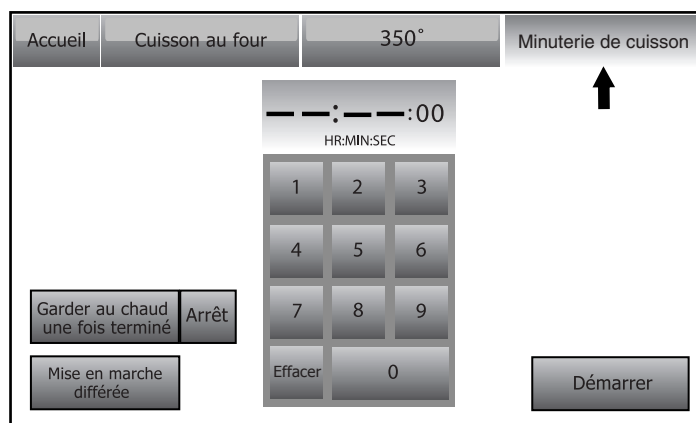 Accueil Cuisson au four 350° Minuterie de cuisson
– –:– –:00
HR:MIN:SEC
1 2 3
4 5 6
7 8 9
Effacer 0
Garder au chaud
une fois terminé
Arrêt
Mise en marche
différée
Démarrer